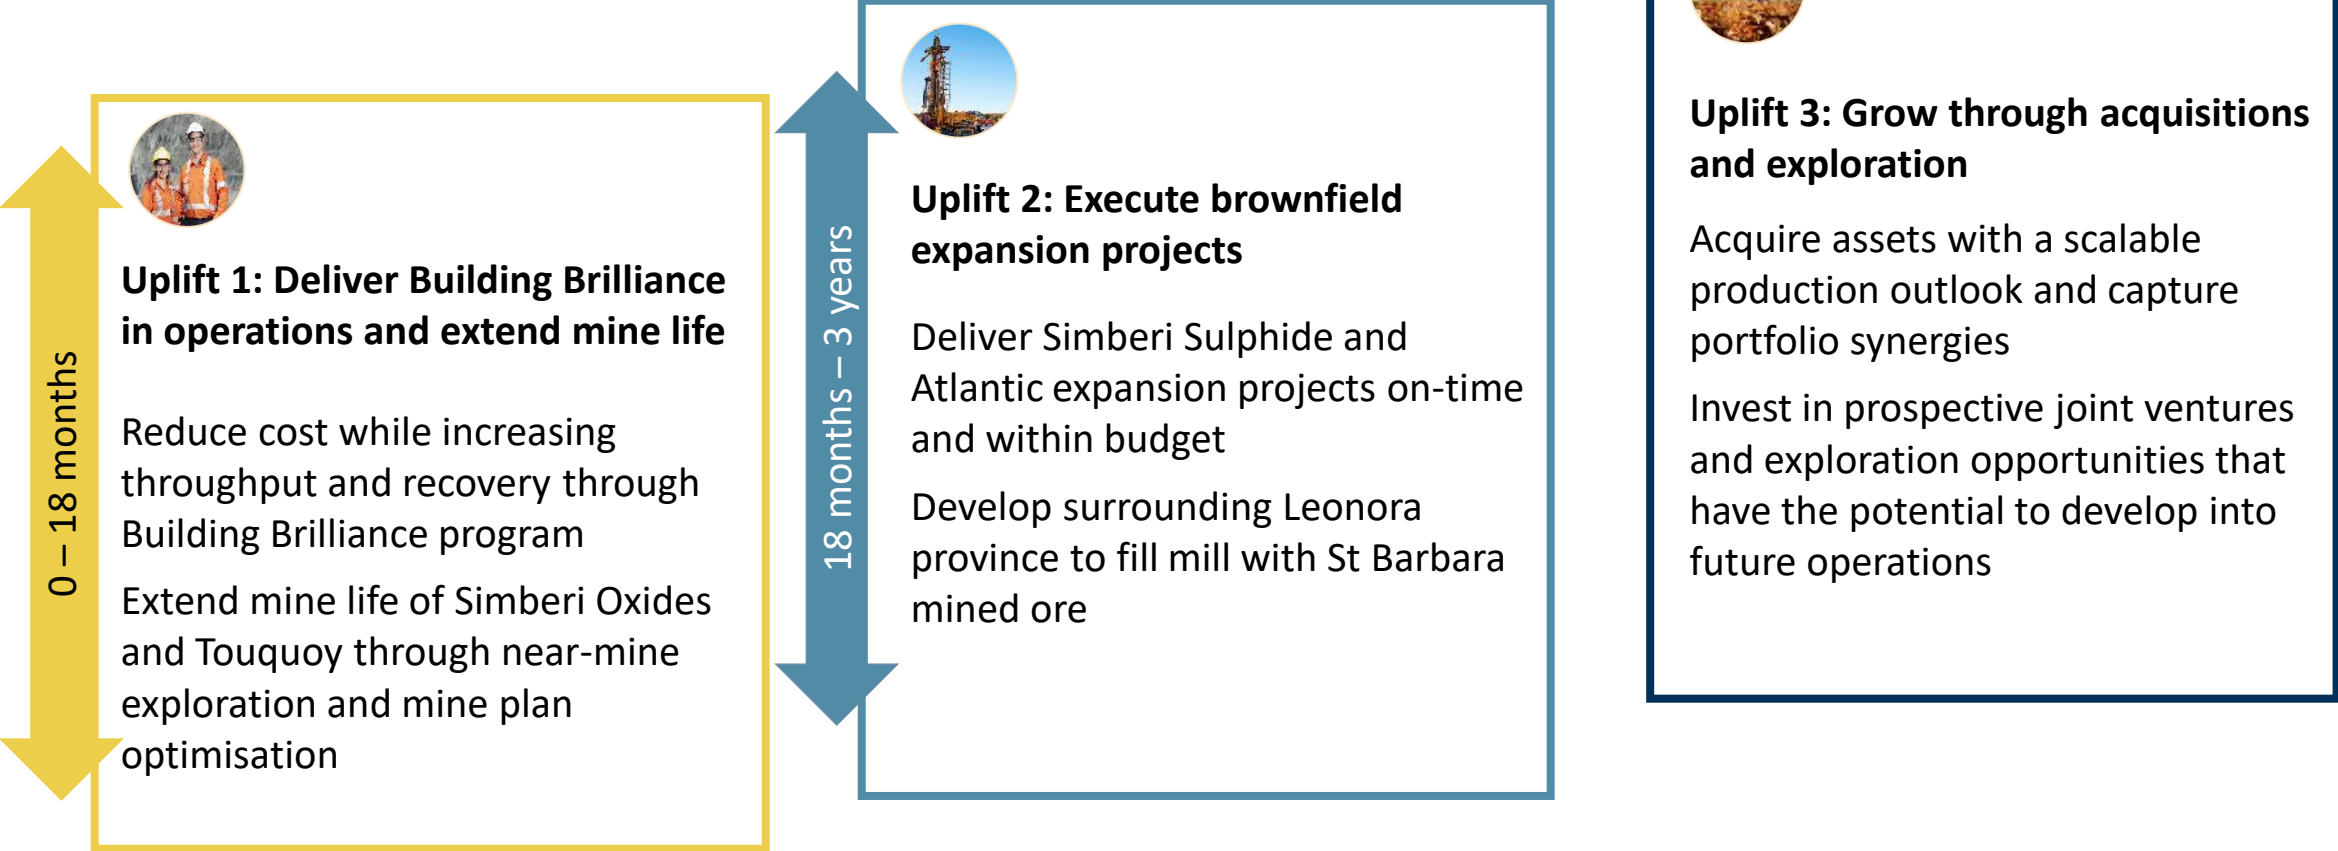 0 – 18 months
Uplift 1: Deliver Building Brilliance
in operations and extend mine life
Reduce cost while increasing
throughput and recovery through
Building Brilliance program
Extend mine life of Simberi Oxides
and Touquoy through near-mine
exploration and mine plan
optimisation
18 months – 3 years
Uplift 2: Execute brownfield
expansion projects
Deliver Simberi Sulphide and
Atlantic expansion projects on-time
and within budget
Develop surrounding Leonora
province to fill mill with St Barbara
mined ore
Uplift 3: Grow through acquisitions
and exploration
Acquire assets with a scalable
production outlook and capture
portfolio synergies
Invest in prospective joint ventures
and exploration opportunities that
have the potential to develop into
future operations